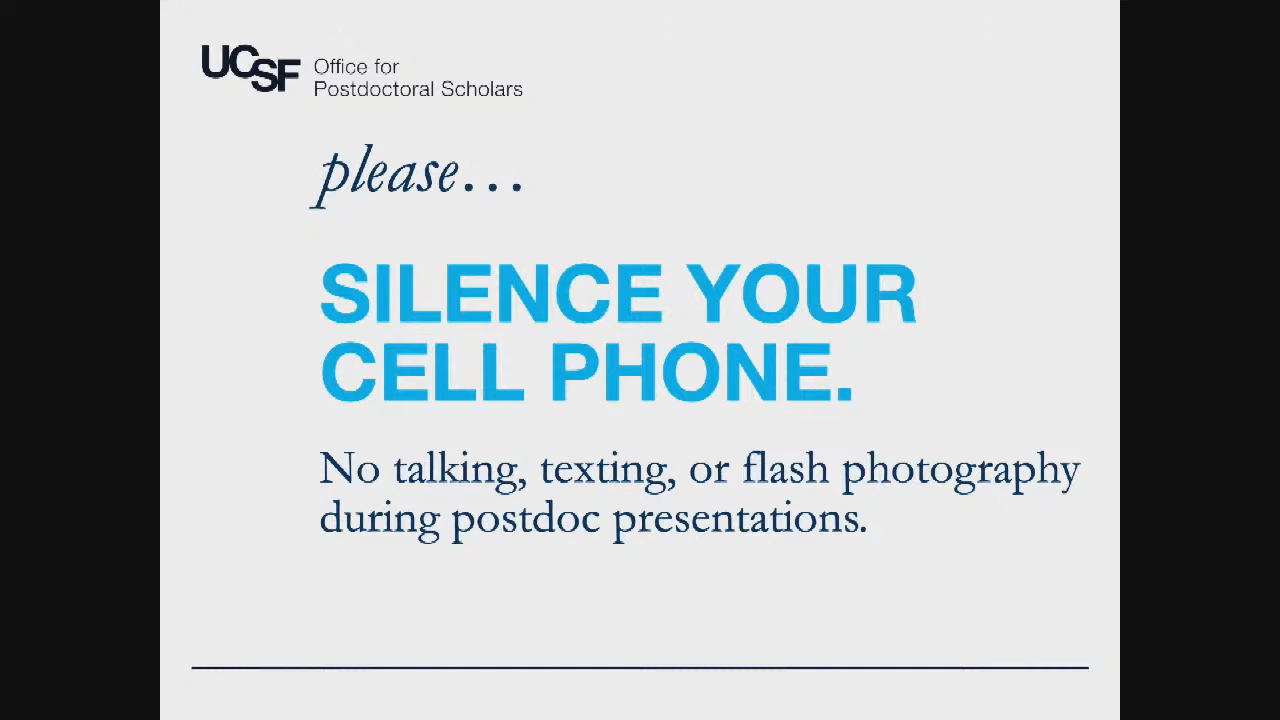 UCSF
Office for
Postdoctoral Scholars
please…
SILENCE YOUR
CELL PHONE.
No talking, texting, or flash photography
during postdoc presentations.